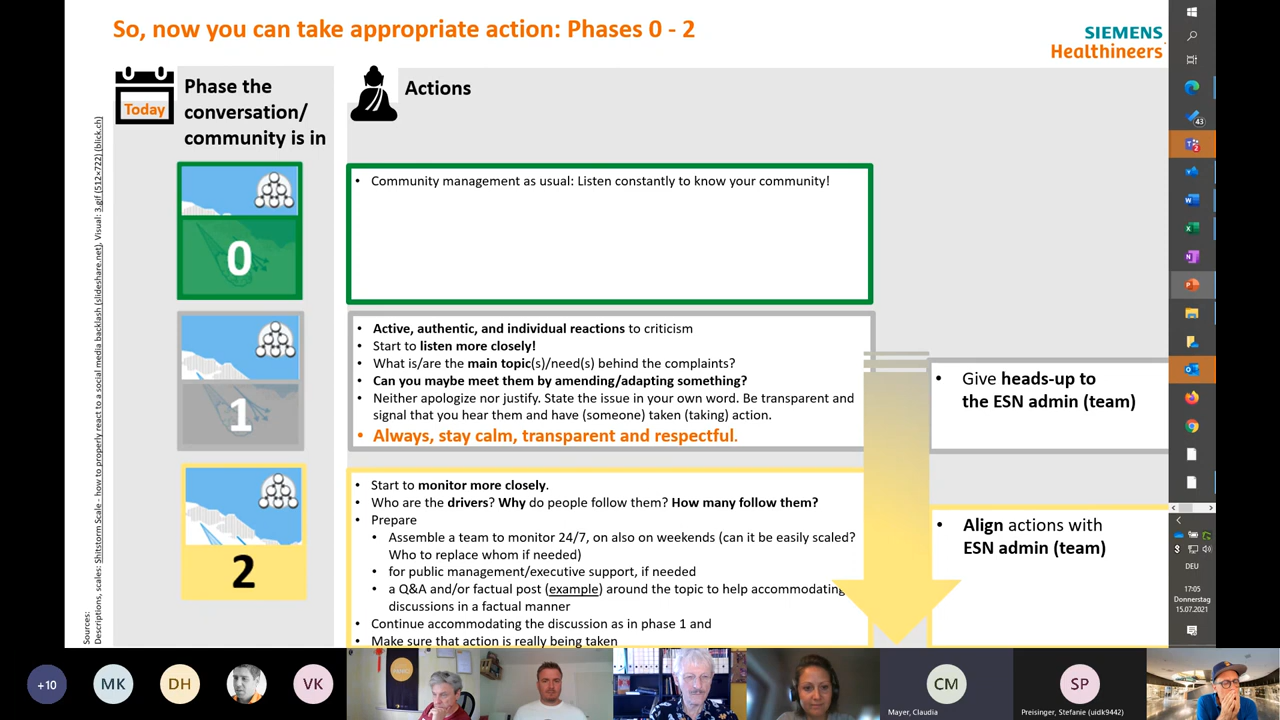 So, now you can take appropriate action: Phases 0 - 2
SIEMENS
Healthineers
Today
Phase the
conversation/
community is in
Actions
0
• Community management as usual: Listen constantly to know your community!
1
• Active, authentic, and individual reactions to criticism
• Start to listen more closely!
• What is/are the main topic(s)/need(s) behind the complaints?
• Can you maybe meet them by amending/adapting something?
• Neither apologize nor justify. State the issue in your own word. Be transparent and
signal that you hear them and have (someone) taken (taking) action.
• Always, stay calm, transparent and respectful.
• Give heads-up to
the ESN admin (team)
2
• Start to monitor more closely.
• Who are the drivers? Why do people follow them? How many follow them?
• Prepare
• Assemble a team to monitor 24/7, on also on weekends (can it be easily scaled?
Who to replace whom if needed)
• for public management/executive support, if needed
• a Q&A and/or factual post (example) around the topic to help accommodating
discussions in a factual manner
• Continue accommodating the discussion as in phase 1 and
• Make sure that action is really being taken
• Align actions with
ESN admin (team)
Sources:
Descriptions, scales: Shitstorm Scale - how to properly react to a social media backlash (slideshare.net), Visual: 3.gif (512×722) (blick.ch)
43
2
DEU
17:05
Donnerstag
15.07.2021
+10
MK
DH
VK
CM
Mayer, Claudia
SP
Preisinger, Stefanie (uidk9442)